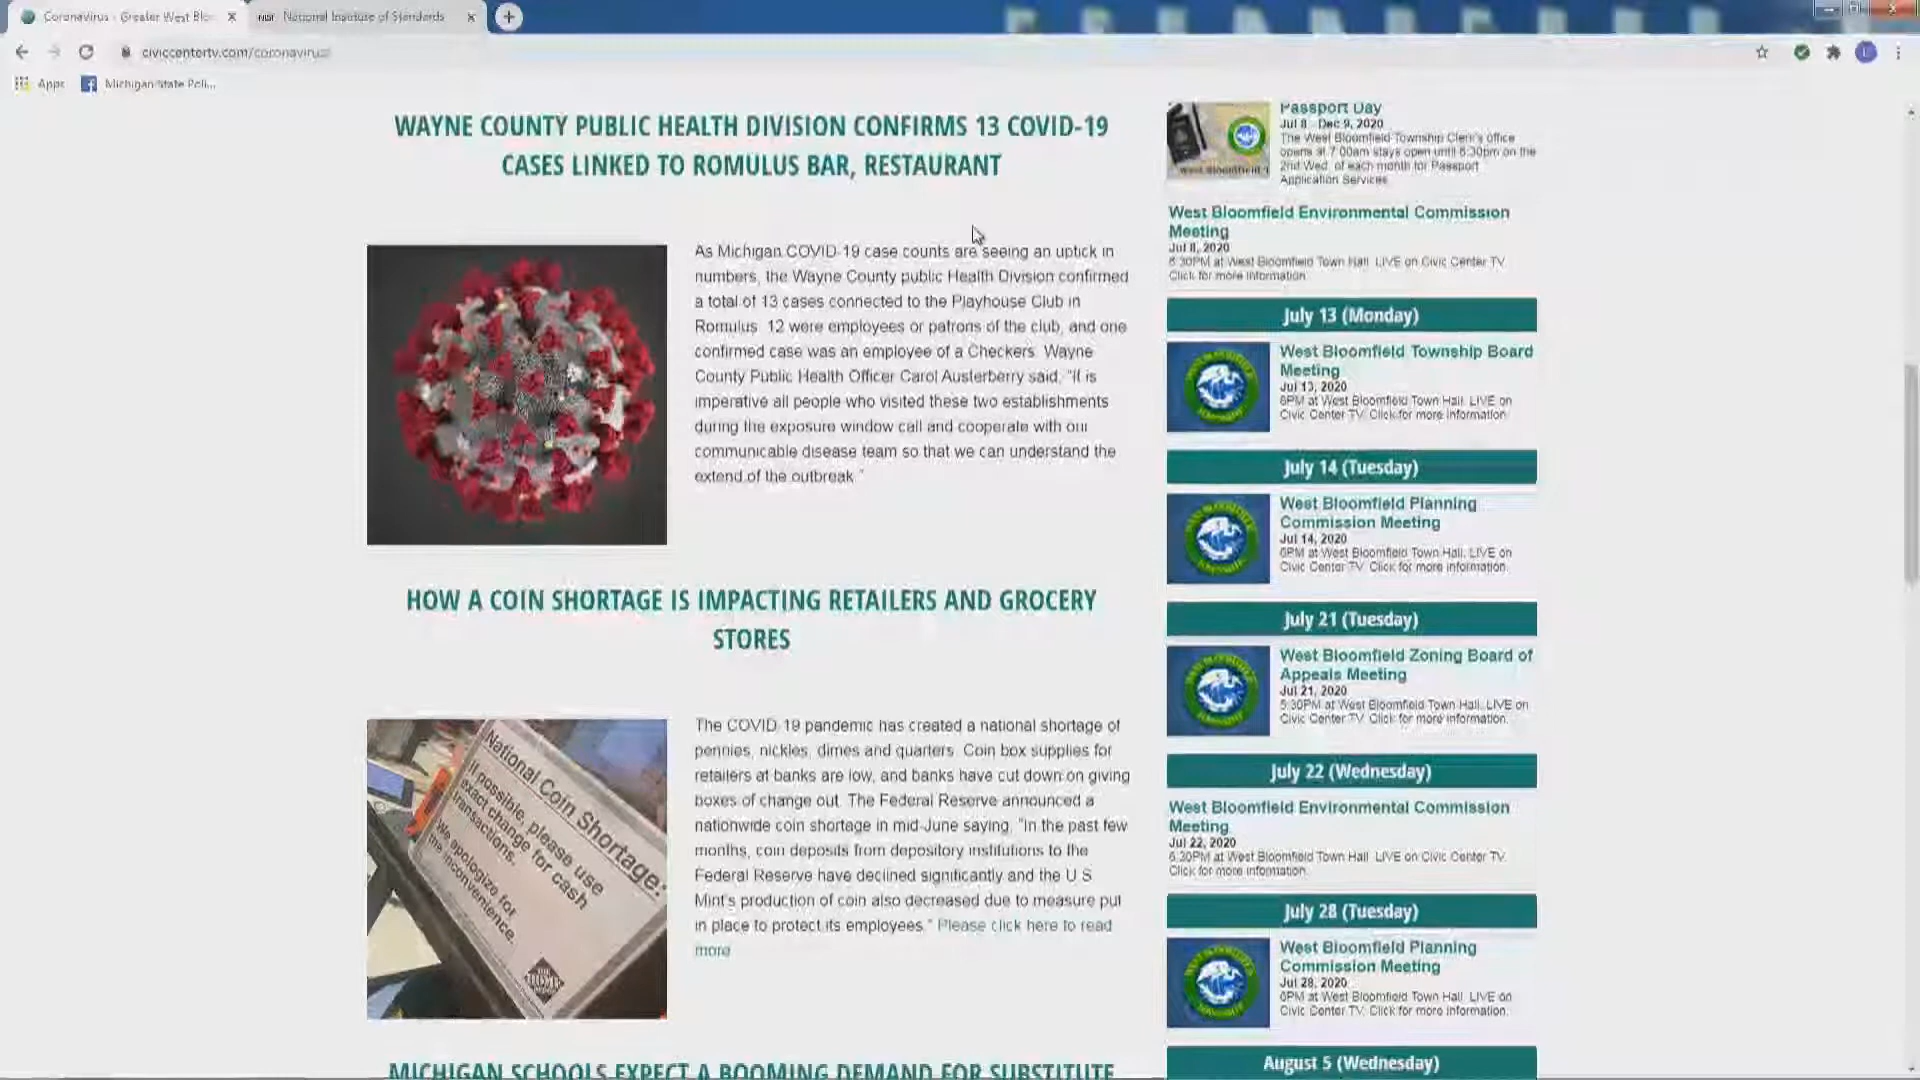 Coronavirus - Greater West Bloo
NIST National Institute of Standards
civiccentertv.com/coronavirus
Apps Michigan State Poli...
WAYNE COUNTY PUBLIC HEALTH DIVISION CONFIRMS 13 COVID-19
CASES LINKED TO ROMULUS BAR, RESTAURANT
As Michigan COVID-19 case counts are seeing an uptick in
numbers, the Wayne County public Health Division confirmed
a total of 13 cases connected to the Playhouse Club in
Romulus. 12 were employees or patrons of the club, and one
confirmed case was an employee of a Checkers. Wayne
County Public Health Officer Carol Austerberry said, "it is
imperative all people who visited these two establishments
during the exposure window call and cooperate with our
communicable disease team so that we can understand the
extend of the outbreak."
HOW A COIN SHORTAGE IS IMPACTING RETAILERS AND GROCERY
STORES
National Coin Shortage:
If possible, please use
exact change for cash
transactions.
We apologize for
the inconvenience.
The COVID-19 pandemic has created a national shortage of
pennies, nickles, dimes and quarters. Coin box supplies for
retailers at banks are low, and banks have cut down on giving
boxes of change out. The Federal Reserve announced a
nationwide coin shortage in mid-June saying, "In the past few
months, coin deposits from depository institutions to the
Federal Reserve have declined significantly and the U.S.
Mint's production of coin also decreased due to measure put
in place to protect its employees." Please click here to read
more
MICHIGAN SCHOOLS EXPECT A BOOMING DEMAND FOR SUBSTITUTE
Passport Day
Jul 8 - Dec 9, 2020
The West Bloomfield Township Clerk's office
opens at 7:00am stays open until 6:30pm on the
2nd Wed. of each month for Passport
Application Services.
West Bloomfield Environmental Commission
Meeting
Jul 8, 2020
6:30PM at West Bloomfield Town Hall. LIVE on Civic Center TV.
Click for more information.
July 13 (Monday)
West Bloomfield Township Board
Meeting
Jul 13, 2020
6PM at West Bloomfield Town Hall. LIVE on
Civic Center TV. Click for more information.
July 14 (Tuesday)
West Bloomfield Planning
Commission Meeting
Jul 14, 2020
6PM at West Bloomfield Town Hall. LIVE on
Civic Center TV. Click for more information.
July 21 (Tuesday)
West Bloomfield Zoning Board of
Appeals Meeting
Jul 21, 2020
5:30PM at West Bloomfield Town Hall. LIVE on
Civic Center TV. Click for more information.
July 22 (Wednesday)
West Bloomfield Environmental Commission
Meeting
Jul 22, 2020
6:30PM at West Bloomfield Town Hall. LIVE on Civic Center TV.
Click for more information.
July 28 (Tuesday)
West Bloomfield Planning
Commission Meeting
Jul 28, 2020
6PM at West Bloomfield Town Hall. LIVE on
Civic Center TV. Click for more information.
August 5 (Wednesday)